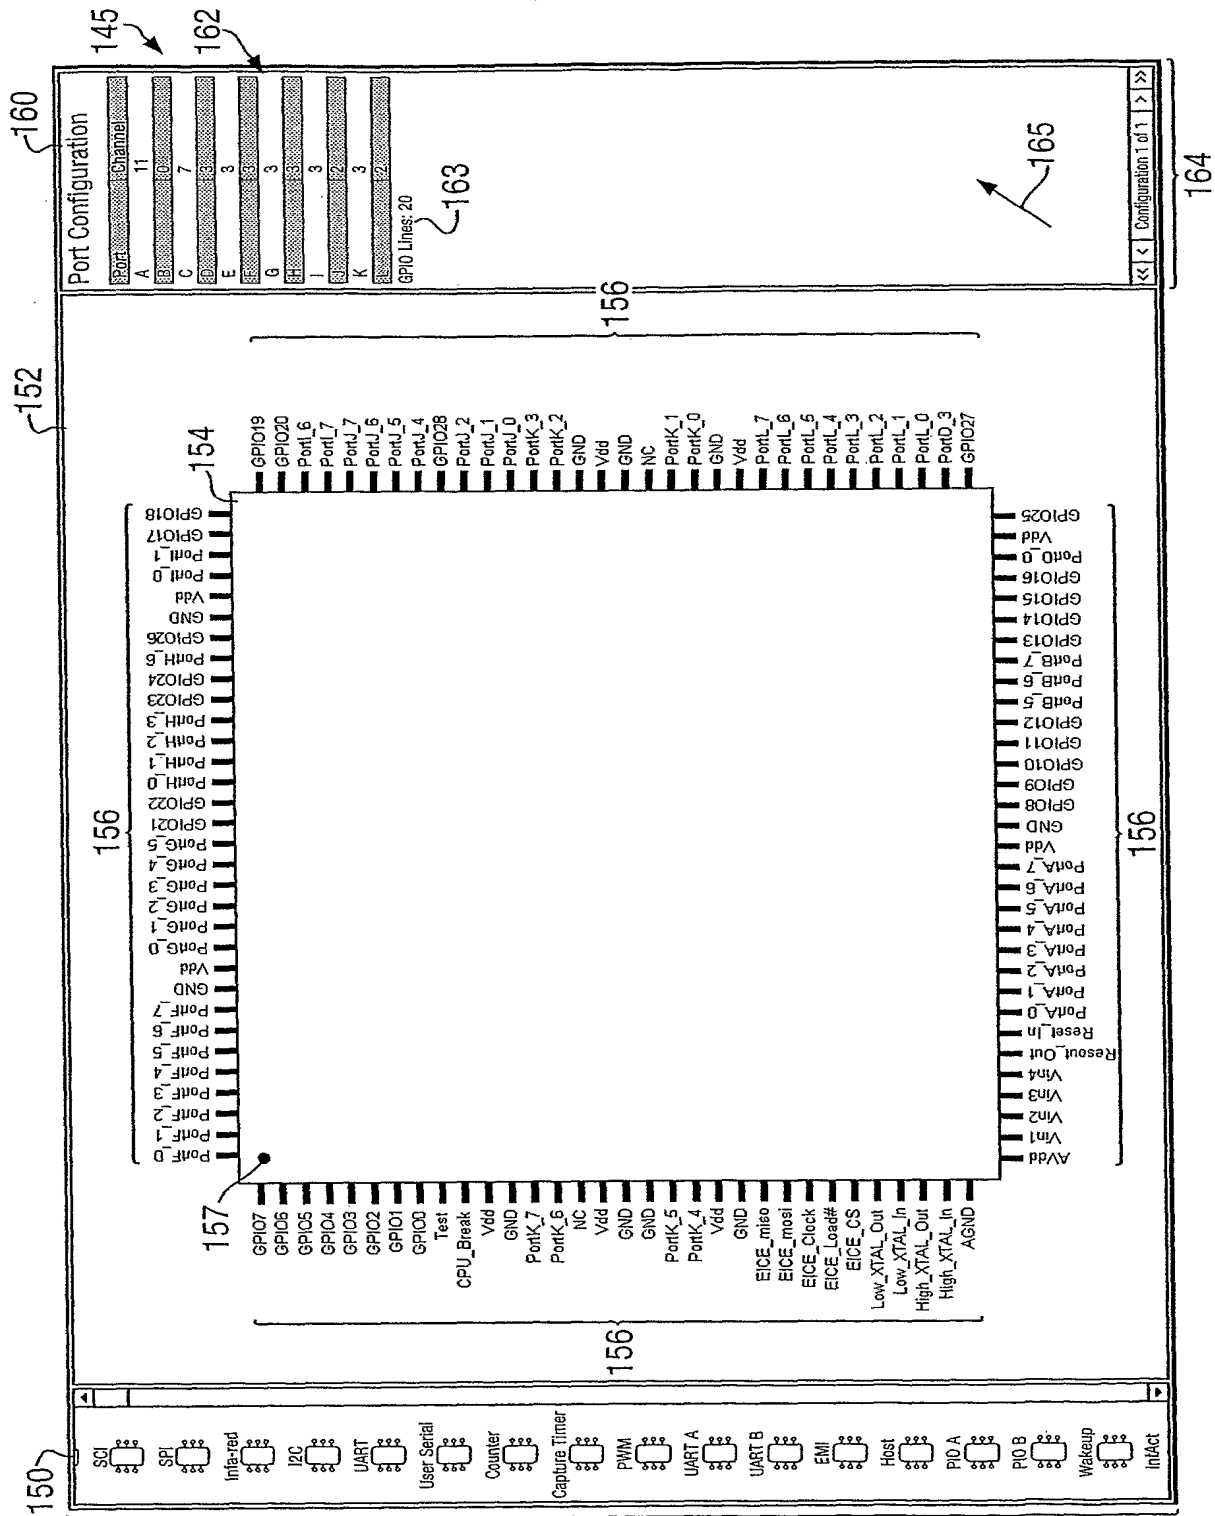 150
SCI
SPI
Infa-red
I2C
UART
User Serial
Counter
Capture Timer
PWM
UART A
UART B
EMI
Host
PIO A
PIO B
Wakeup
152
154
157
156
GPIO7
GPIO6
GPIO5
GPIO4
GPIO3
GPIO2
GPIO1
GPIO0
Test
CPU_Break
Vdd
GND
PortK_7
PortK_6
NC
Vdd
GND
GND
PortK_5
PortK_4
Vdd
GND
EICE_miso
EICE_mosi
EICE_Clock
EICE_Load#
EICE_CS
Low_XTAL_Out
Low_XTAL_In
High_XTAL_Out
High_XTAL_In
AGND
156
PortF_0
PortF_1
PortF_2
PortF_3
PortF_4
PortF_5
PortF_6
PortF_7
GND
Vdd
PortG_0
PortG_1
PortG_2
PortG_3
PortG_4
PortG_5
GPIO21
GPIO22
PortH_0
PortH_1
PortH_2
PortH_3
GPIO23
GPIO24
PortH_6
GPIO26
GND
Vdd
PortI_0
PortI_1
GPIO17
GPIO18
156
AVdd
Vin1
Vin2
Vin3
Vin4
Resout_Out
Reset_In
PortA_0
PortA_1
PortA_2
PortA_3
PortA_4
PortA_5
PortA_6
PortA_7
Vdd
GND
GPIO8
GPIO9
GPIO10
GPIO11
GPIO12
PortB_5
PortB_6
PortB_7
GPIO13
GPIO14
GPIO15
GPIO16
PortD_0
Vdd
GPIO25
156
GPIO19
GPIO20
PortI_6
PortI_7
PortJ_7
PortJ_6
PortJ_5
PortJ_4
GPIO28
PortJ_2
PortJ_1
PortJ_0
PortK_3
PortK_2
GND
Vdd
GND
NC
PortK_1
PortK_0
GND
Vdd
PortL_7
PortL_6
PortL_5
PortL_4
PortL_3
PortL_2
PortL_1
PortL_0
PortD_3
GPIO27
160
145
162
Port Configuration
Port Channel
A 11
B 0
C 7
D 3
E 3
F 3
G 3
H 3
I 3
J 2
K 3
L 2
GPIO Lines: 20
163
165
<< < Configuration 1 of 1 > >>
164